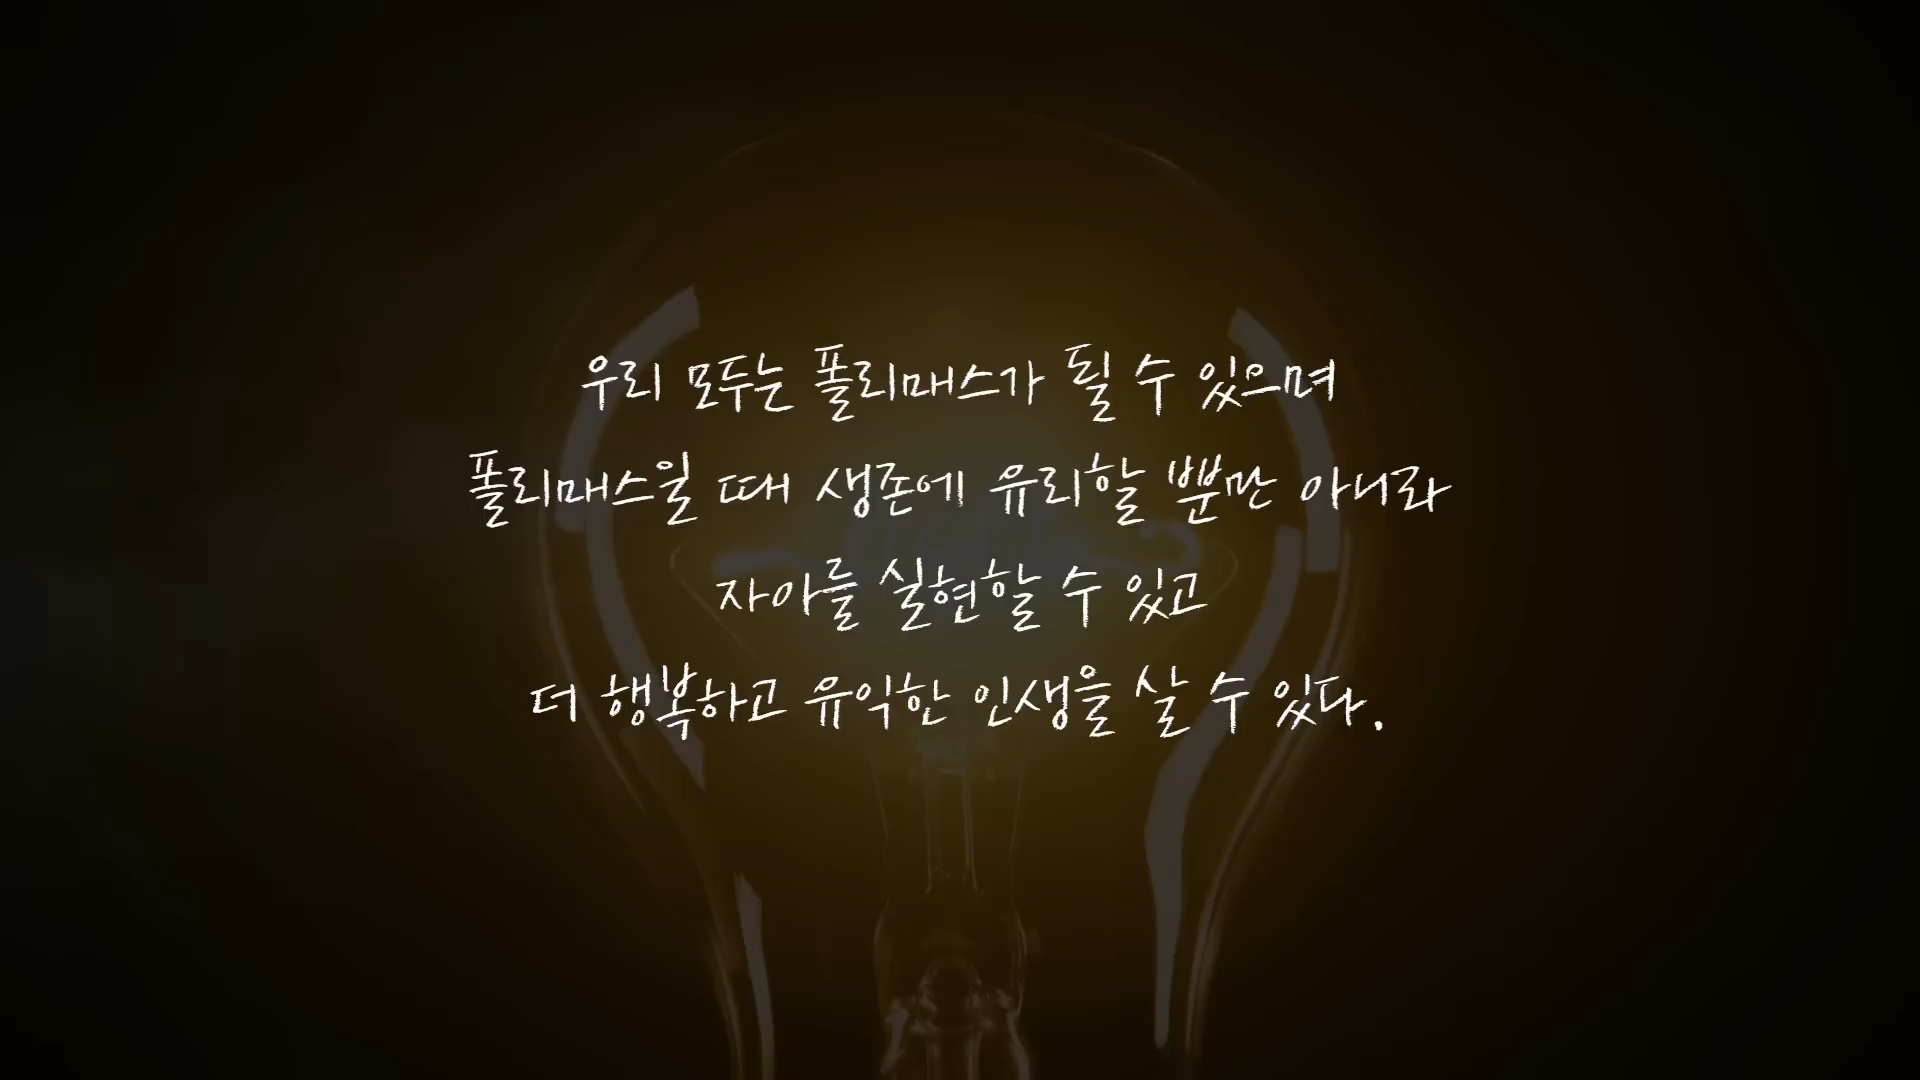 우리 모두는 폴리매스가 될 수 있으며
폴리매스일 때 생존에 유리할 뿐만 아니라
자아를 실현할 수 있고
더 행복하고 유익한 인생을 살 수 있다.